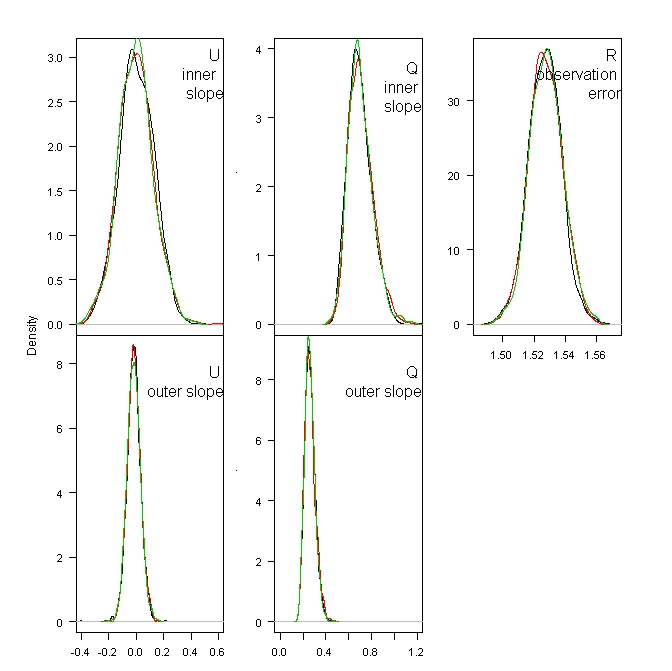 U
inner
slope
Q
inner
slope
R
observation
error
3.0
2.5
2.0
1.5
1.0
0.5
0.0
4
3
2
1
0
30
20
10
0
1.50 1.52 1.54 1.56
Density
U
outer slope
Q
outer slope
8
6
4
2
0
8
6
4
2
0
-0.4 -0.2 0.0 0.2 0.4 0.6
0.0 0.4 0.8 1.2